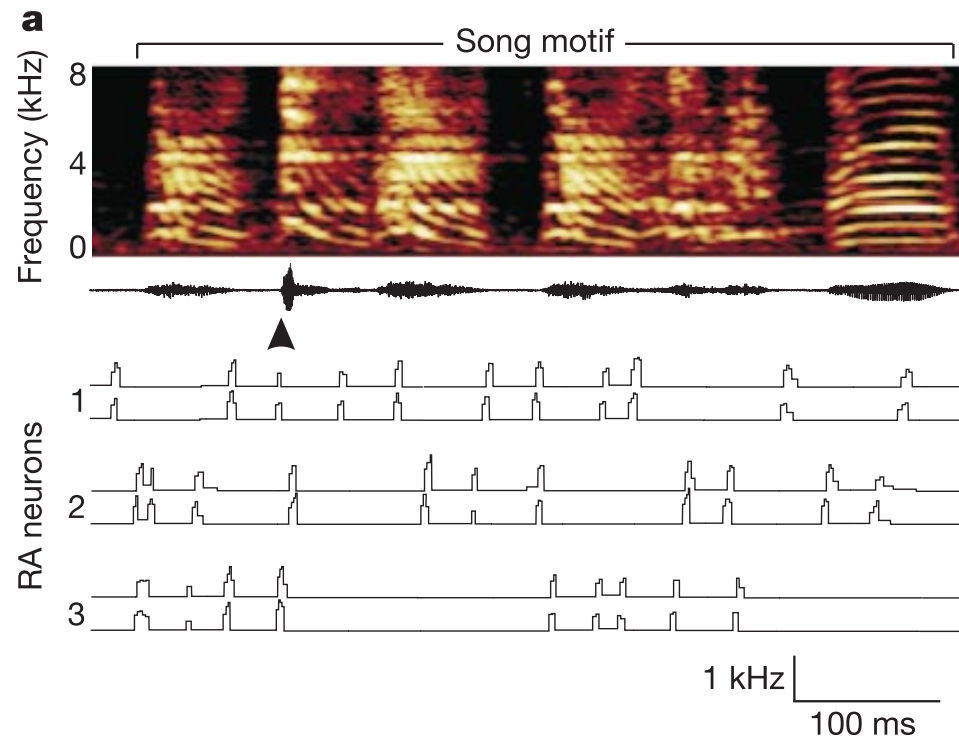 a
Song motif
Frequency (kHz)
8
4
0
RA neurons
1
2
3
1 kHz
100 ms